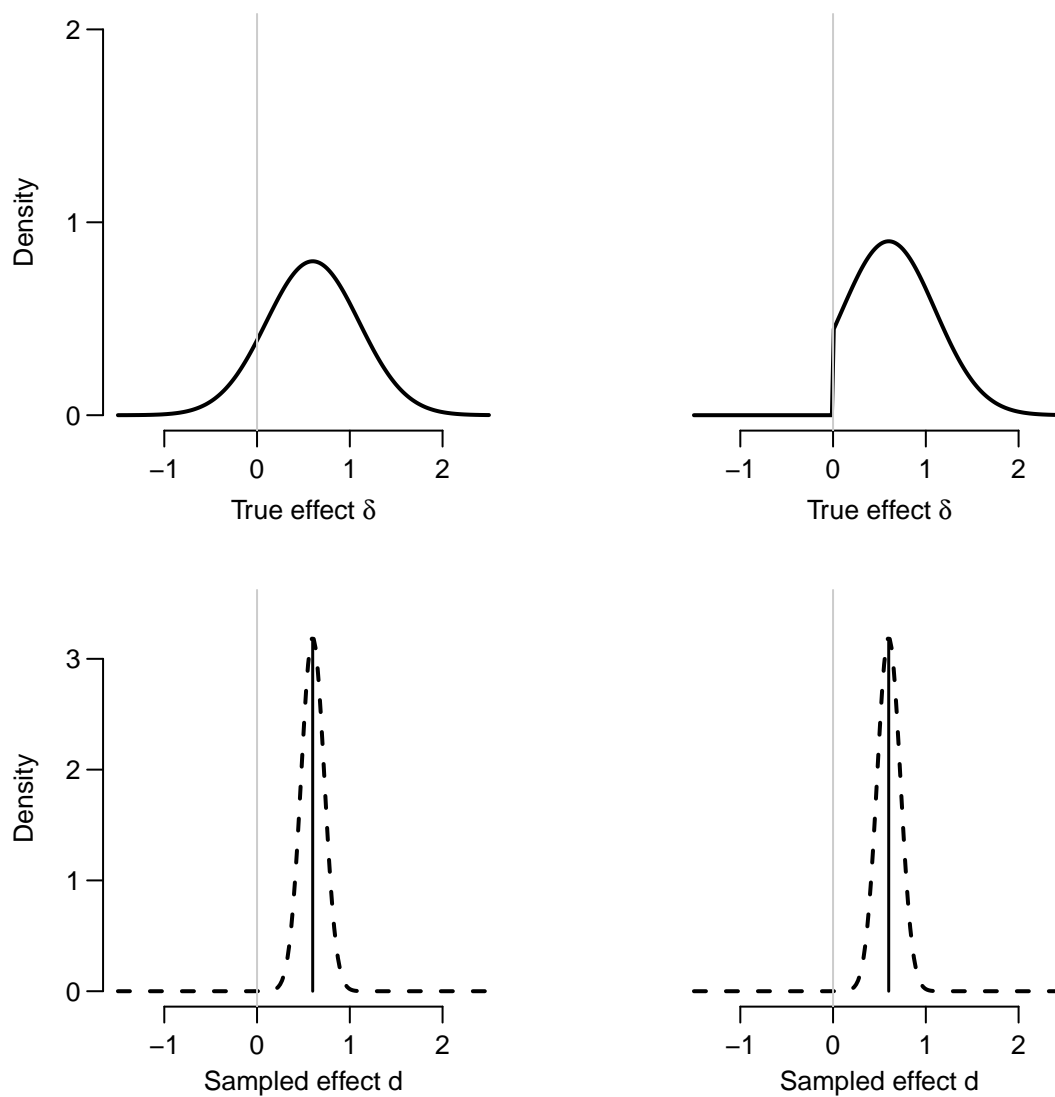 2
1
0
Density
−1 0 1 2
True effect δ
−1 0 1 2
True effect δ
3
2
1
0
Density
−1 0 1 2
Sampled effect d
−1 0 1 2
Sampled effect d